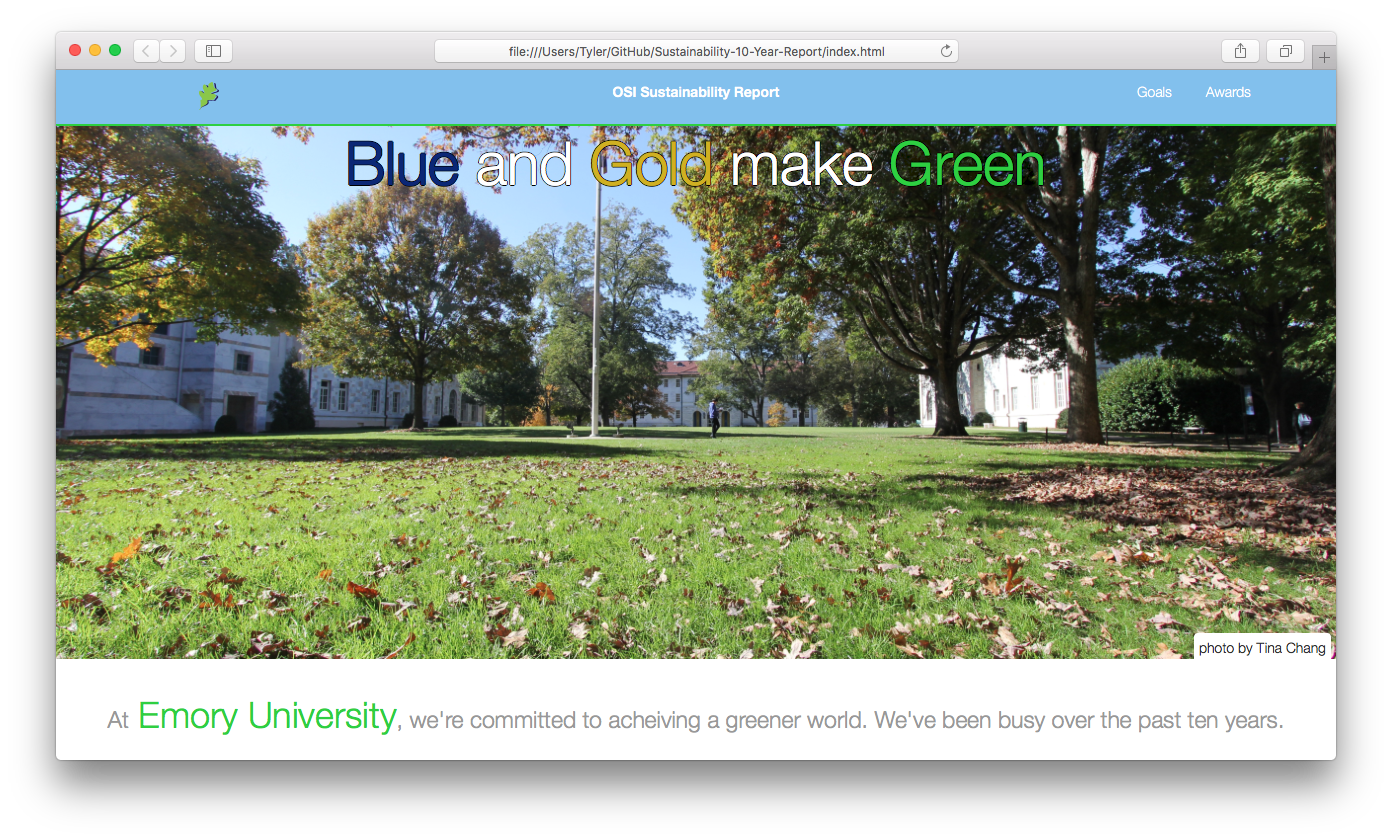 file:///Users/Tyler/GitHub/Sustainability-10-Year-Report/index.html
OSI Sustainability Report
Goals
Awards
Blue and Gold make Green
photo by Tina Chang
At Emory University, we're committed to acheiving a greener world. We've been busy over the past ten years.